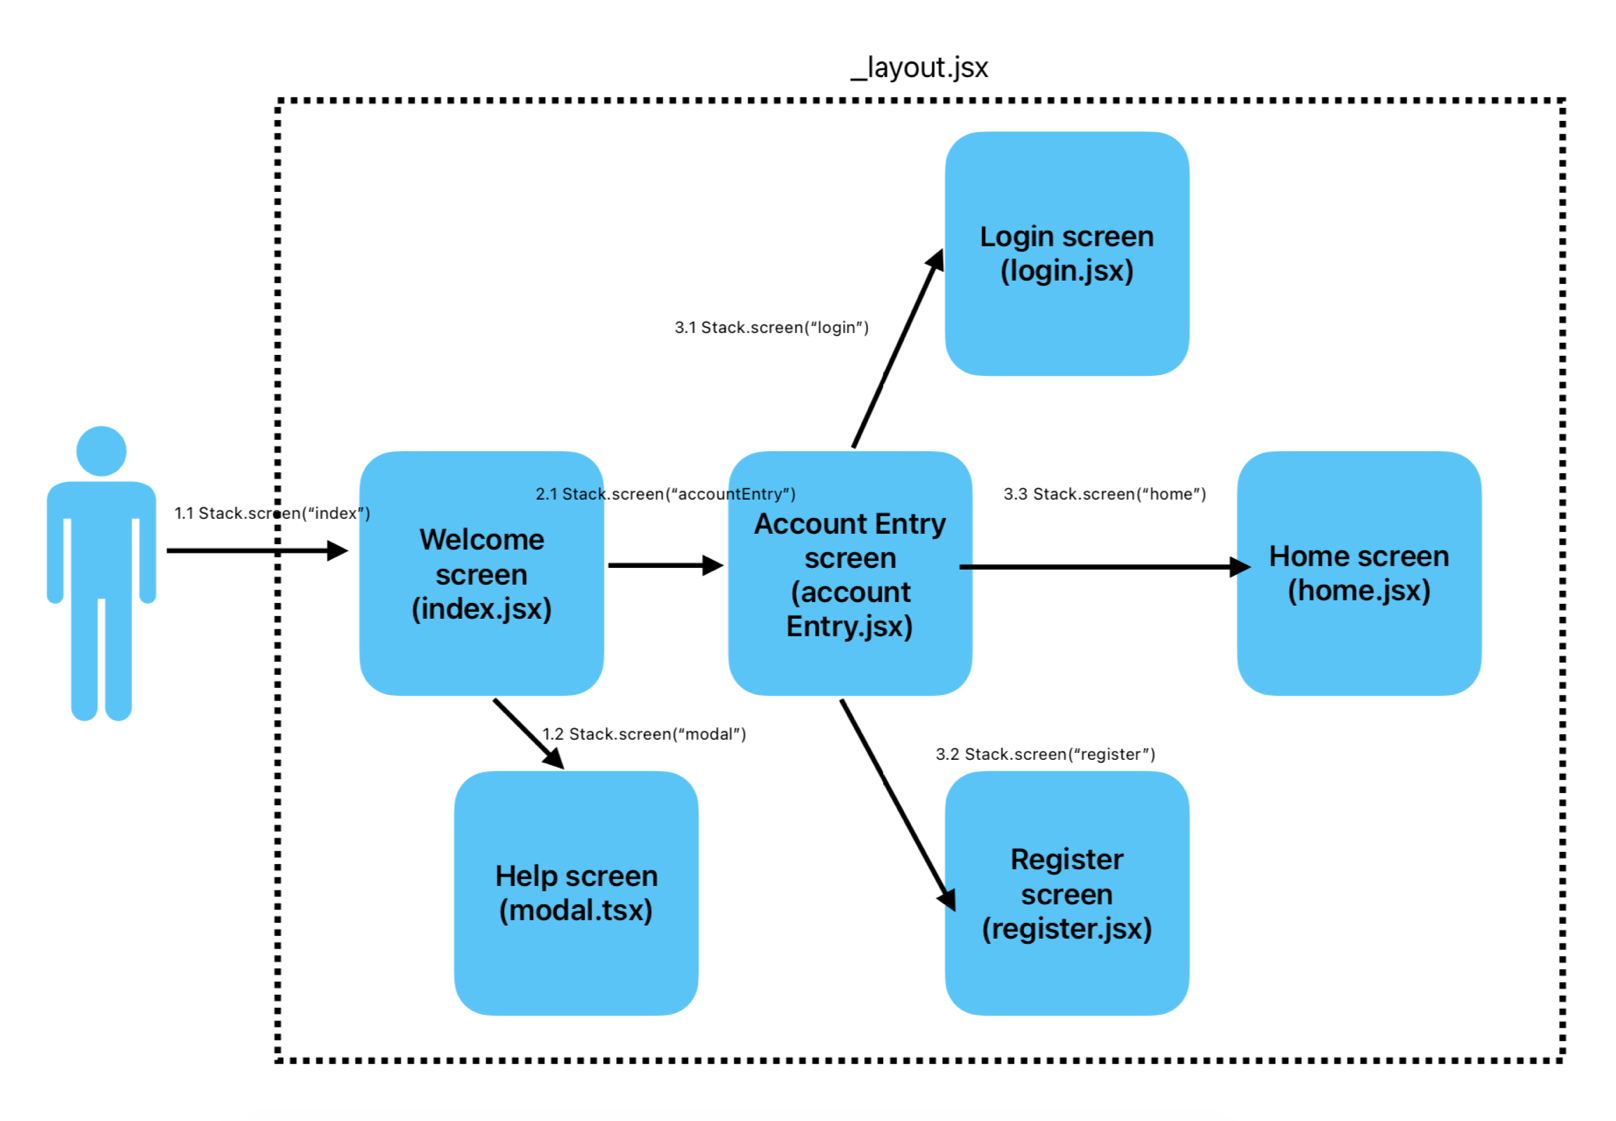 _layout.jsx
Login screen
(login.jsx)
3.1 Stack.screen(“login”)
1.1 Stack.screen(“index”)
Welcome
screen
(index.jsx)
2.1 Stack.screen(“accountEntry”)
Account Entry
screen
(account
Entry.jsx)
3.3 Stack.screen(“home”)
Home screen
(home.jsx)
1.2 Stack.screen(“modal”)
Help screen
(modal.tsx)
3.2 Stack.screen(“register”)
Register
screen
(register.jsx)